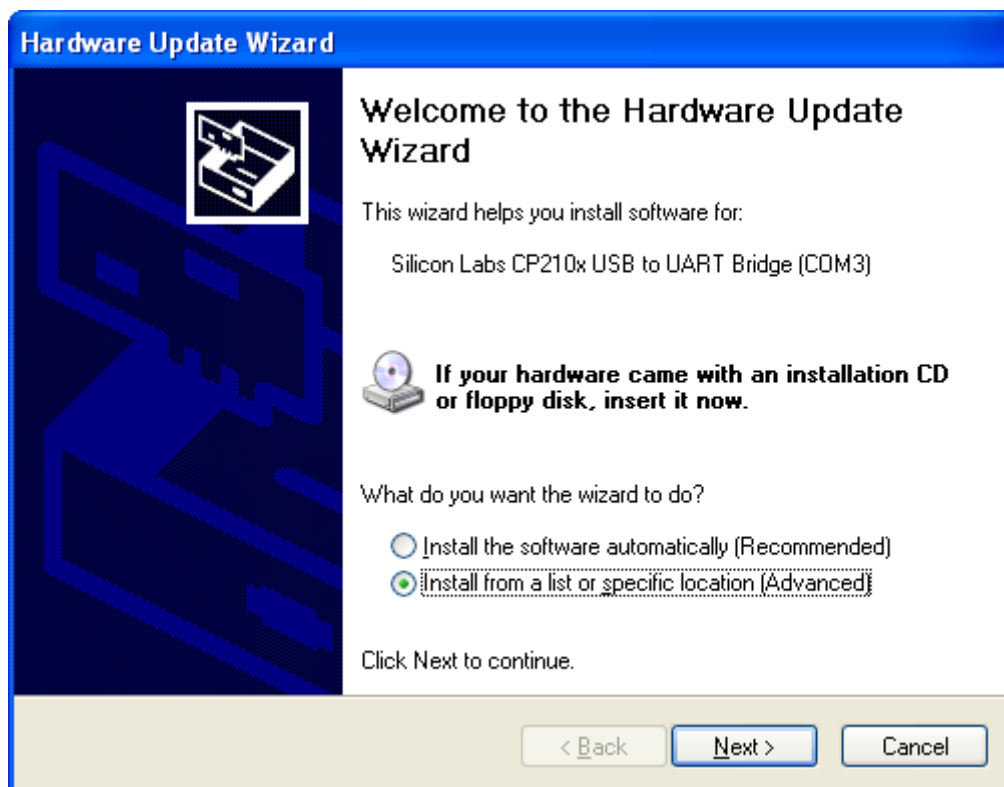 Hardware Update Wizard
Welcome to the Hardware Update
Wizard
This wizard helps you install software for:
Silicon Labs CP210x USB to UART Bridge (COM3)
If your hardware came with an installation CD
or floppy disk, insert it now.
What do you want the wizard to do?
Install the software automatically (Recommended)
Install from a list or specific location (Advanced)
Click Next to continue.
< Back
Next >
Cancel